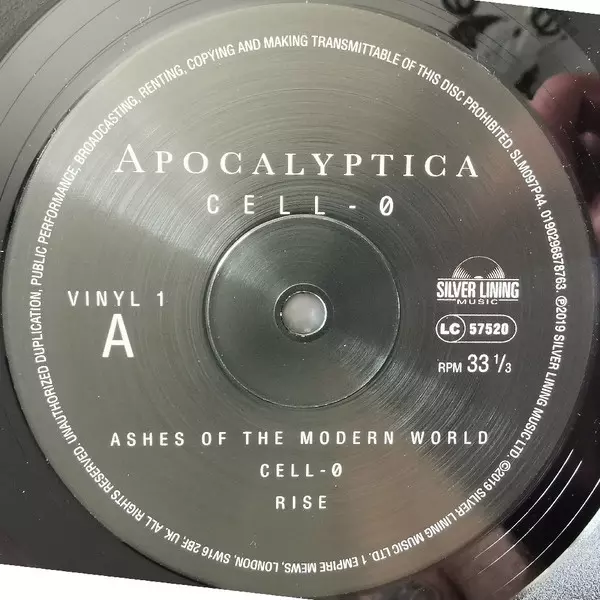 UNAUTHORIZED DUPLICATION, PUBLIC PERFORMANCE, BROADCASTING, RENTING, COPYING AND MAKING TRANSMITTABLE OF THIS DISC PROHIBITED. SLM097P44. 0190296878763. ℗2019 SILVER LINING MUSIC LTD. ©2019 SILVER LINING MUSIC LTD. 1 EMPIRE MEWS, LONDON, SW16 2BF, UK. ALL RIGHTS RESERVED.
APOCALYPTICA
CELL-Ø
VINYL 1
A
SILVER LINING
MUSIC
LC 57520
RPM 33 1/3
ASHES OF THE MODERN WORLD
CELL-Ø
RISE